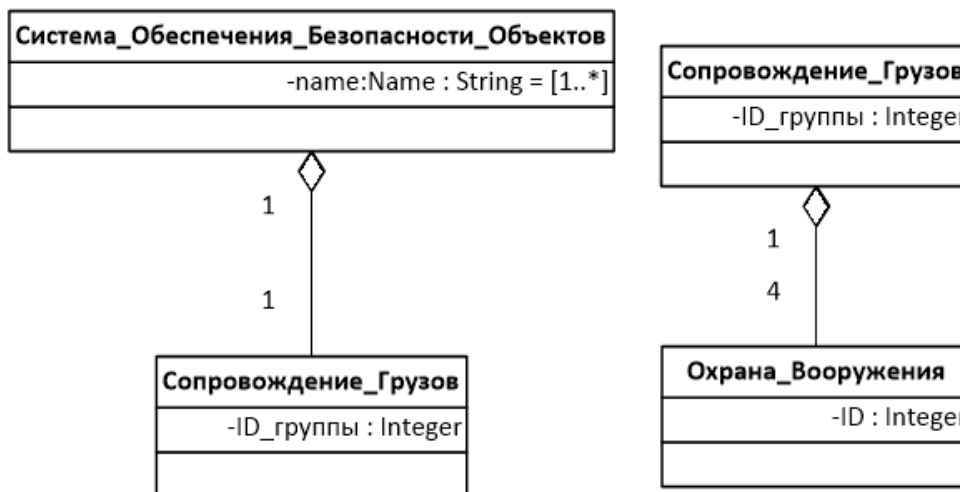 Система_Обеспечения_Безопасности_Объектов
-name:Name : String = [1..*]
1
1
Сопровождение_Грузов
-ID_группы : Integer
Сопровождение_Грузов
-ID_группы : Integer
1
4
Охрана_Вооружения
-ID : Integer